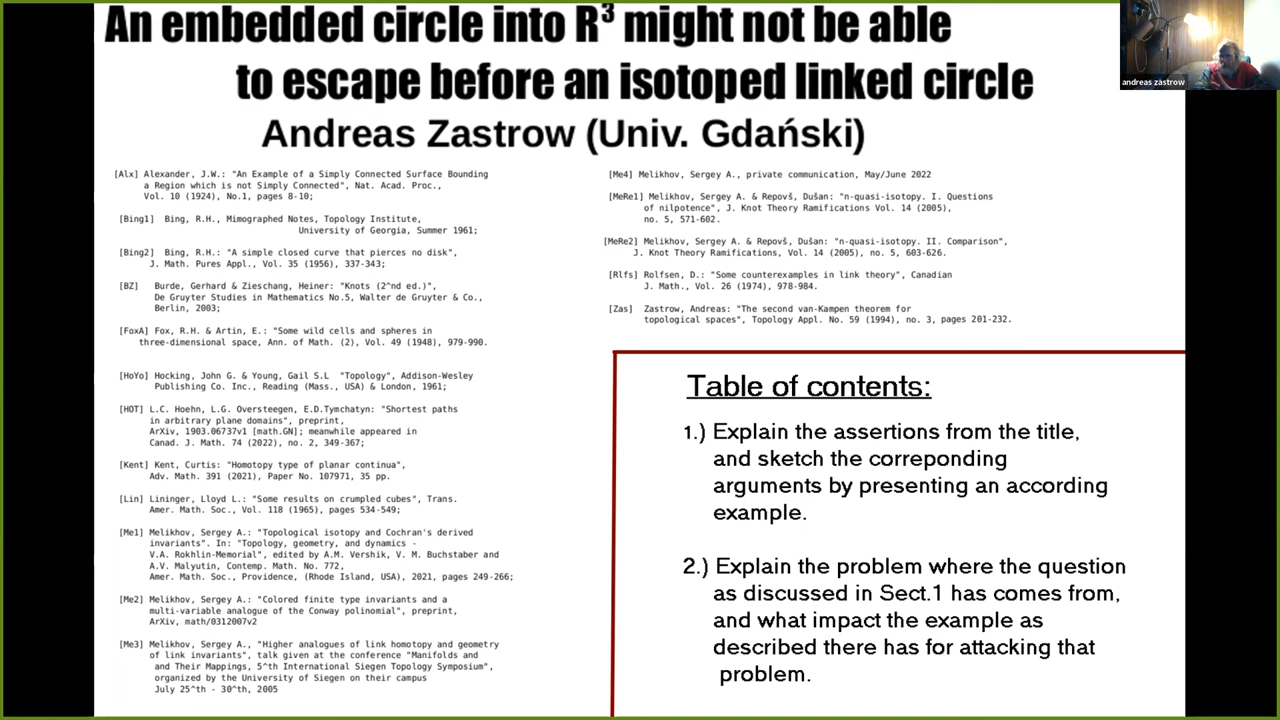 An embedded circle into R³ might not be able
to escape before an isotoped linked circle
Andreas Zastrow (Univ. Gdański)
andreas zastrow
[Alx] Alexander, J.W.: "An Example of a Simply Connected Surface Bounding
a Region which is not Simply Connected", Nat. Acad. Proc.,
Vol. 10 (1924), No.1, pages 8-10;
[Bing1] Bing, R.H., Mimographed Notes, Topology Institute,
University of Georgia, Summer 1961;
[Bing2] Bing, R.H.: "A simple closed curve that pierces no disk",
J. Math. Pures Appl., Vol. 35 (1956), 337-343;
[BZ] Burde, Gerhard & Zieschang, Heiner: "Knots (2^nd ed.)",
De Gruyter Studies in Mathematics No.5, Walter de Gruyter & Co.,
Berlin, 2003;
[FoxA] Fox, R.H. & Artin, E.: "Some wild cells and spheres in
three-dimensional space, Ann. of Math. (2), Vol. 49 (1948), 979-990.
[HoYo] Hocking, John G. & Young, Gail S.L "Topology", Addison-Wesley
Publishing Co. Inc., Reading (Mass., USA) & London, 1961;
[HOT] L.C. Hoehn, L.G. Oversteegen, E.D.Tymchatyn: "Shortest paths
in arbitrary plane domains", preprint,
ArXiv, 1903.06737v1 [math.GN]; meanwhile appeared in
Canad. J. Math. 74 (2022), no. 2, 349-367;
[Kent] Kent, Curtis: "Homotopy type of planar continua",
Adv. Math. 391 (2021), Paper No. 107971, 35 pp.
[Lin] Lininger, Lloyd L.: "Some results on crumpled cubes", Trans.
Amer. Math. Soc., Vol. 118 (1965), pages 534-549;
[Me1] Melikhov, Sergey A.: "Topological isotopy and Cochran's derived
invariants". In: "Topology, geometry, and dynamics -
V.A. Rokhlin-Memorial", edited by A.M. Vershik, V. M. Buchstaber and
A.V. Malyutin, Contemp. Math. No. 772,
Amer. Math. Soc., Providence, (Rhode Island, USA), 2021, pages 249-266;
[Me2] Melikhov, Sergey A.: "Colored finite type invariants and a
multi-variable analogue of the Conway polinomial", preprint,
ArXiv, math/0312007v2
[Me3] Melikhov, Sergey A., "Higher analogues of link homotopy and geometry
of link invariants", talk given at the conference "Manifolds and
and Their Mappings, 5^th International Siegen Topology Symposium",
organized by the University of Siegen on their campus
July 25^th - 30^th, 2005
[Me4] Melikhov, Sergey A., private communication, May/June 2022
[MeRe1] Melikhov, Sergey A. & Repovš, Dušan: "n-quasi-isotopy. I. Questions
of nilpotence", J. Knot Theory Ramifications Vol. 14 (2005),
no. 5, 571-602.
[MeRe2] Melikhov, Sergey A. & Repovš, Dušan: "n-quasi-isotopy. II. Comparison",
J. Knot Theory Ramifications, Vol. 14 (2005), no. 5, 603-626.
[Rlfs] Rolfsen, D.: "Some counterexamples in link theory", Canadian
J. Math., Vol. 26 (1974), 978-984.
[Zas] Zastrow, Andreas: "The second van-Kampen theorem for
topological spaces", Topology Appl. No. 59 (1994), no. 3, pages 201-232.
Table of contents:
1.) Explain the assertions from the title,
and sketch the correponding
arguments by presenting an according
example.
2.) Explain the problem where the question
as discussed in Sect.1 has comes from,
and what impact the example as
described there has for attacking that
problem.